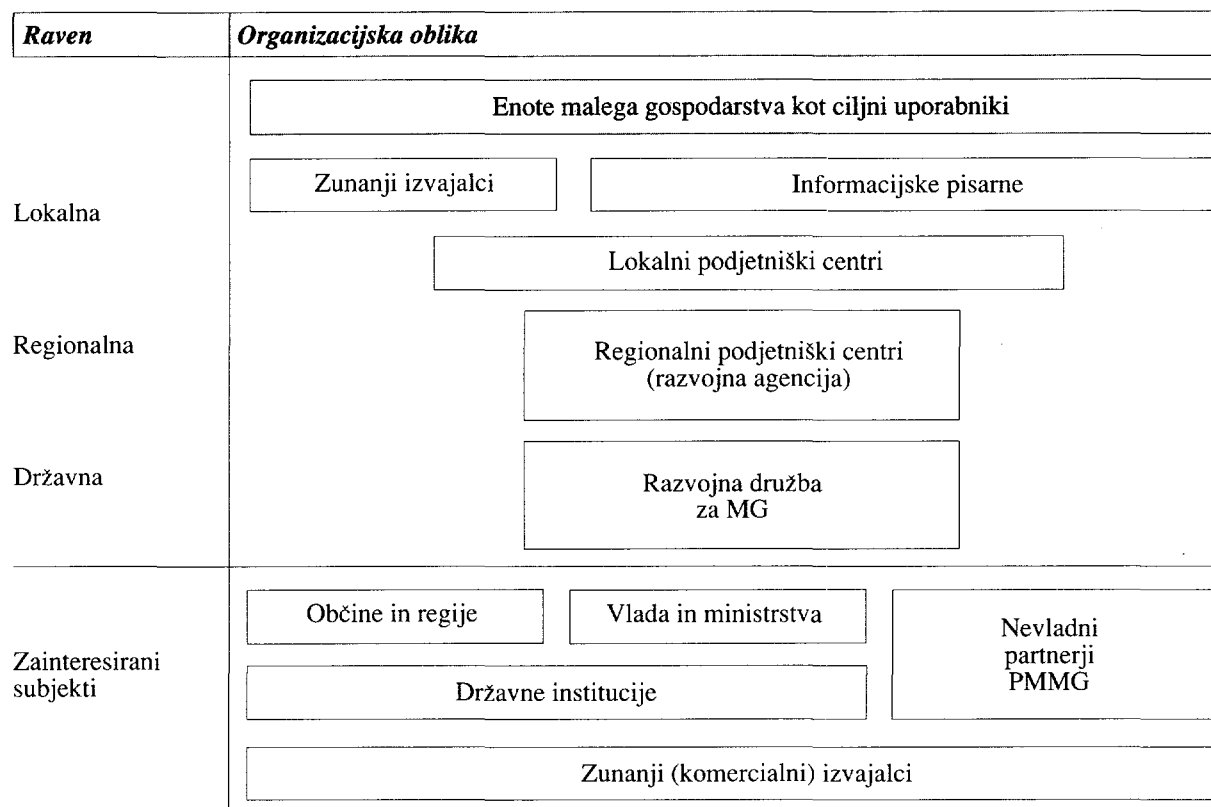 Raven Organizacijska oblika
Enote malega gospodarstva kot ciljni uporabniki
Zunanji izvajalci Informacijske pisarne
Lokalna
Lokalni podjetniški centri
Regionalna
Regionalni podjetniški centri
(razvojna agencija)
Državna
Razvojna družba
za MG
Občine in regije Vlada in ministrstva
Nevladni
partnerji
PMMG
Zainteresirani
subjekti
Državne institucije
Zunanji (komercialni) izvajalci